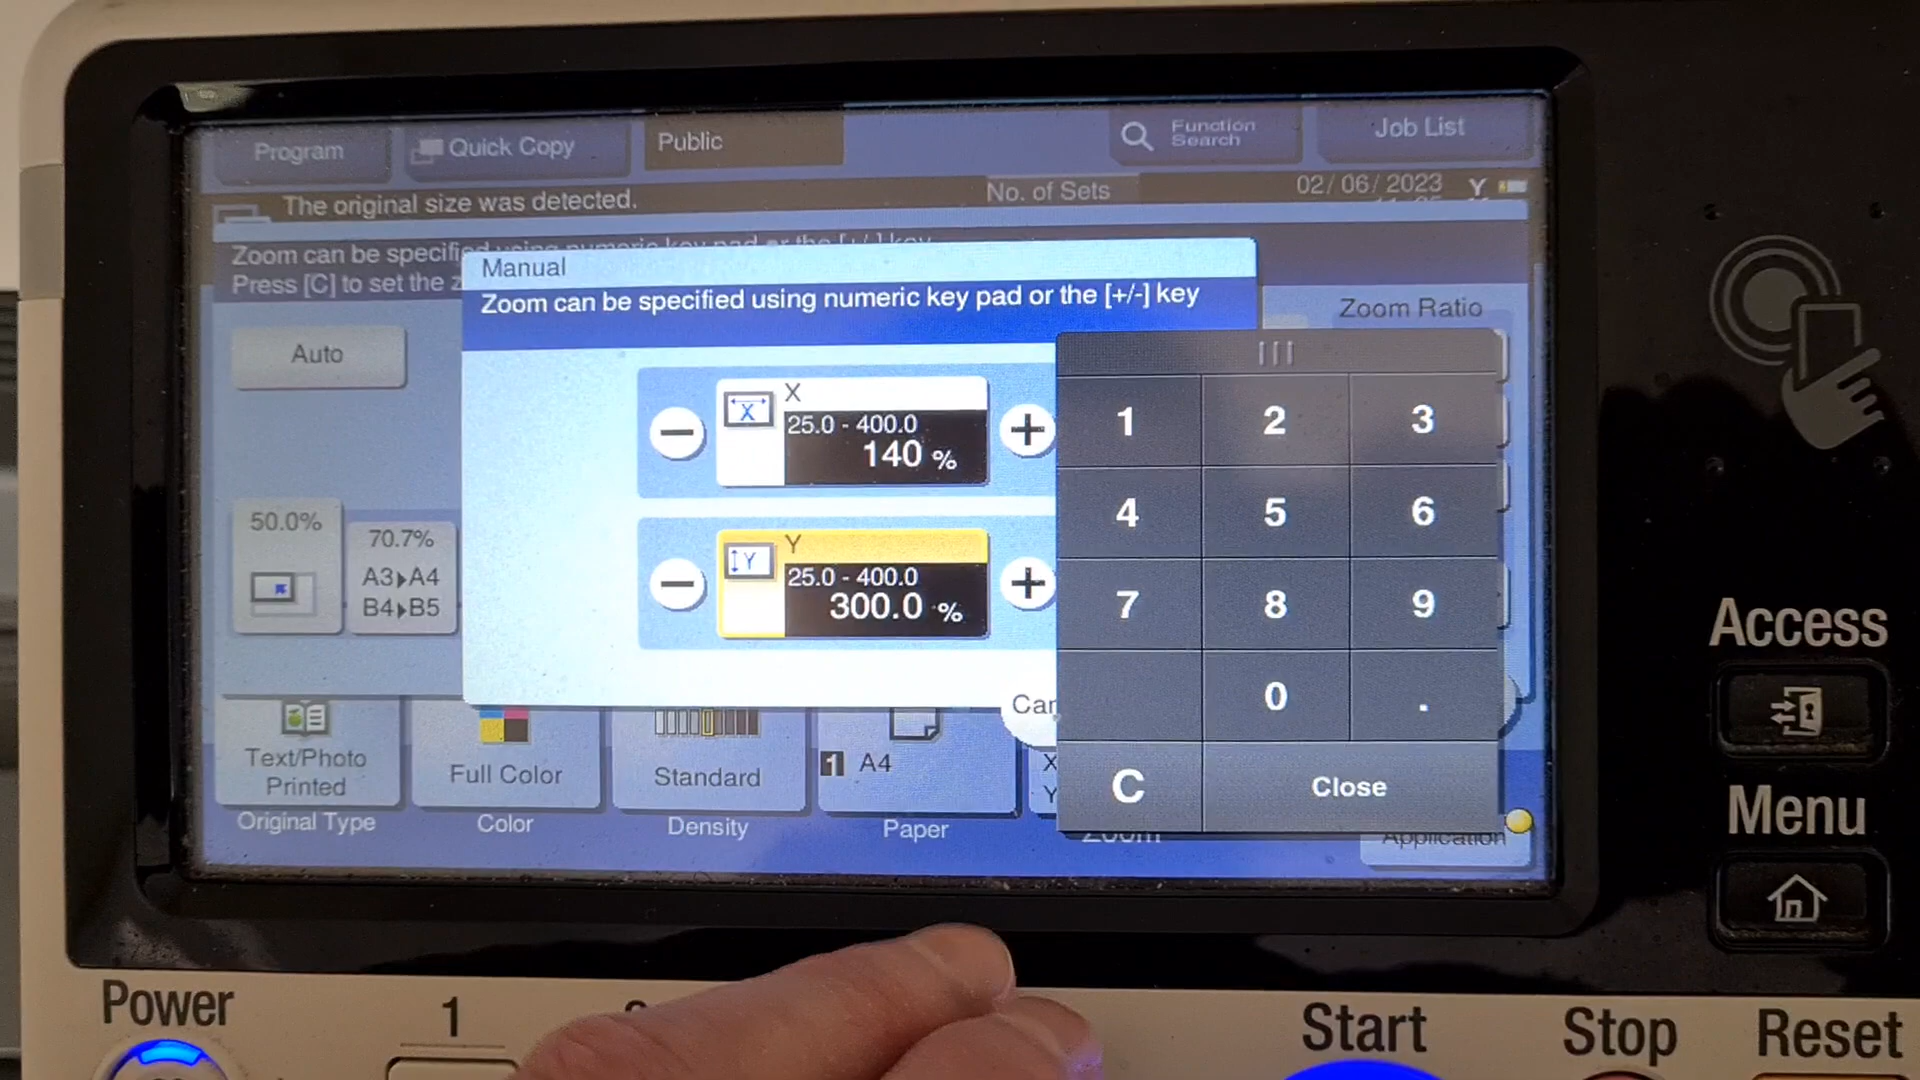 Program
Quick Copy
Public
Function
Search
Job List
The original size was detected.
No. of Sets
02/06/2023
Y
Zoom can be specified using numeric key pad or the [+/-] key
Press [C] to set the z
Manual
Zoom can be specified using numeric key pad or the [+/-] key
Zoom Ratio
Auto
X
X
25.0 - 400.0
140 %
Y
Y
25.0 - 400.0
300.0 %
50.0%
70.7%
A3▸A4
B4▸B5
1 2 3
4 5 6
7 8 9
0 .
C Close
Can
X
Y
Text/Photo
Printed
Original Type
Full Color
Color
Standard
Density
1 A4
Paper
Zoom
Application
Access
Menu
Power
1
Start
Stop
Reset